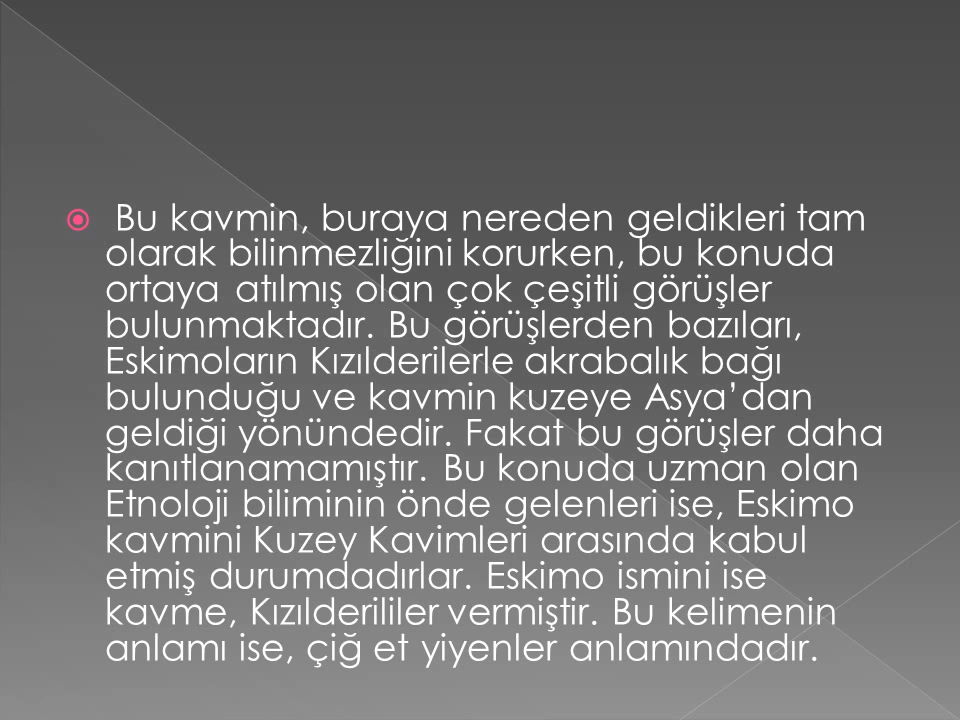 Bu kavmin, buraya nereden geldikleri tam
olarak bilinmezliğini korurken, bu konuda
ortaya atılmış olan çok çeşitli görüşler
bulunmaktadır. Bu görüşlerden bazıları,
Eskimoların Kızılderilerle akrabalık bağı
bulunduğu ve kavmin kuzeye Asya’dan
geldiği yönündedir. Fakat bu görüşler daha
kanıtlanamamıştır. Bu konuda uzman olan
Etnoloji biliminin önde gelenleri ise, Eskimo
kavmini Kuzey Kavimleri arasında kabul
etmiş durumdadırlar. Eskimo ismini ise
kavme, Kızılderililer vermiştir. Bu kelimenin
anlamı ise, çiğ et yiyenler anlamındadır.